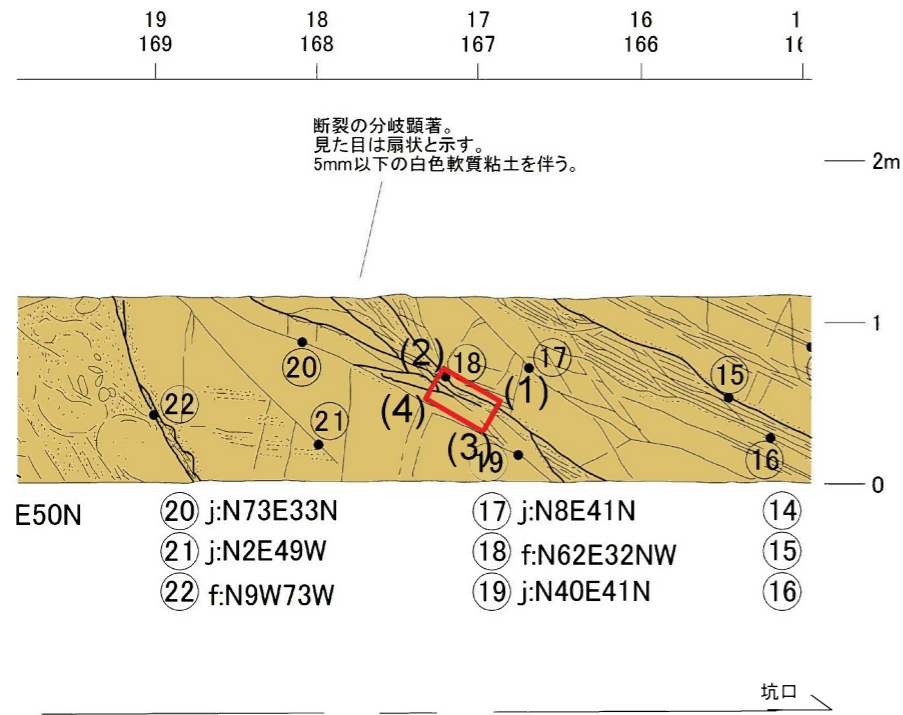 19 18 17 16 1
169 168 167 166
断裂の分岐顕著。
見た目は扇状と示す。
5mm以下の白色軟質粘土を伴う。
2m
1
(2) 18 17
20 (1) 15
22 (4) 21
(3) 19 16
0
E50N
20 j:N73E33N
21 j:N2E49W
22 f:N9W73W
17 j:N8E41N
18 f:N62E32NW
19 j:N40E41N
14
15
16
坑口